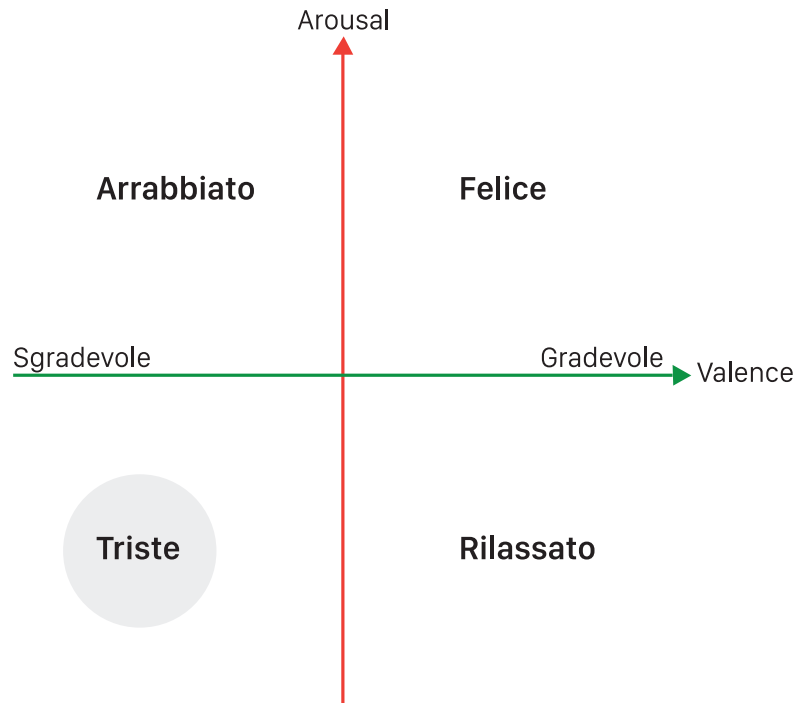 Arousal
Arrabbiato
Felice
Sgradevole
Gradevole
Valence
Triste
Rilassato